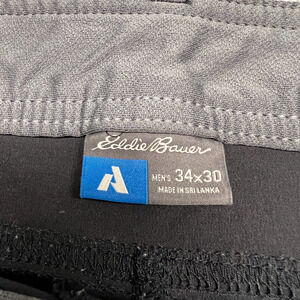 Eddie Bauer
MEN'S 34x30
MADE IN SRI LANKA